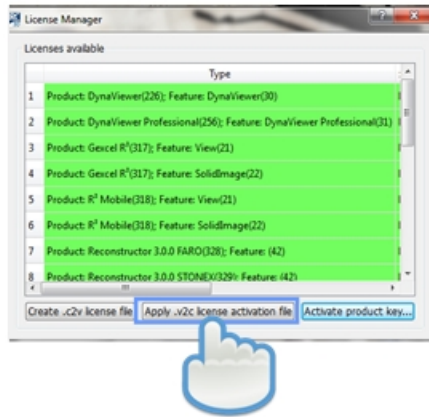 License Manager
Licenses available
Type
1 Product: DynaViewer(226); Feature: DynaViewer(30)
2 Product: DynaViewer Professional(256); Feature: DynaViewer Professional(31)
3 Product: Gexcel R³(317); Feature: View(21)
4 Product: Gexcel R³(317); Feature: SolidImage(22)
5 Product: R³ Mobile(318); Feature: View(21)
6 Product: R³ Mobile(318); Feature: SolidImage(22)
7 Product: Reconstructor 3.0.0 FARO(328); Feature: (42)
8 Product: Reconstructor 3.0.0 STONEX(329): Feature: (42)
Create .c2v license file Apply .v2c license activation file Activate product key...